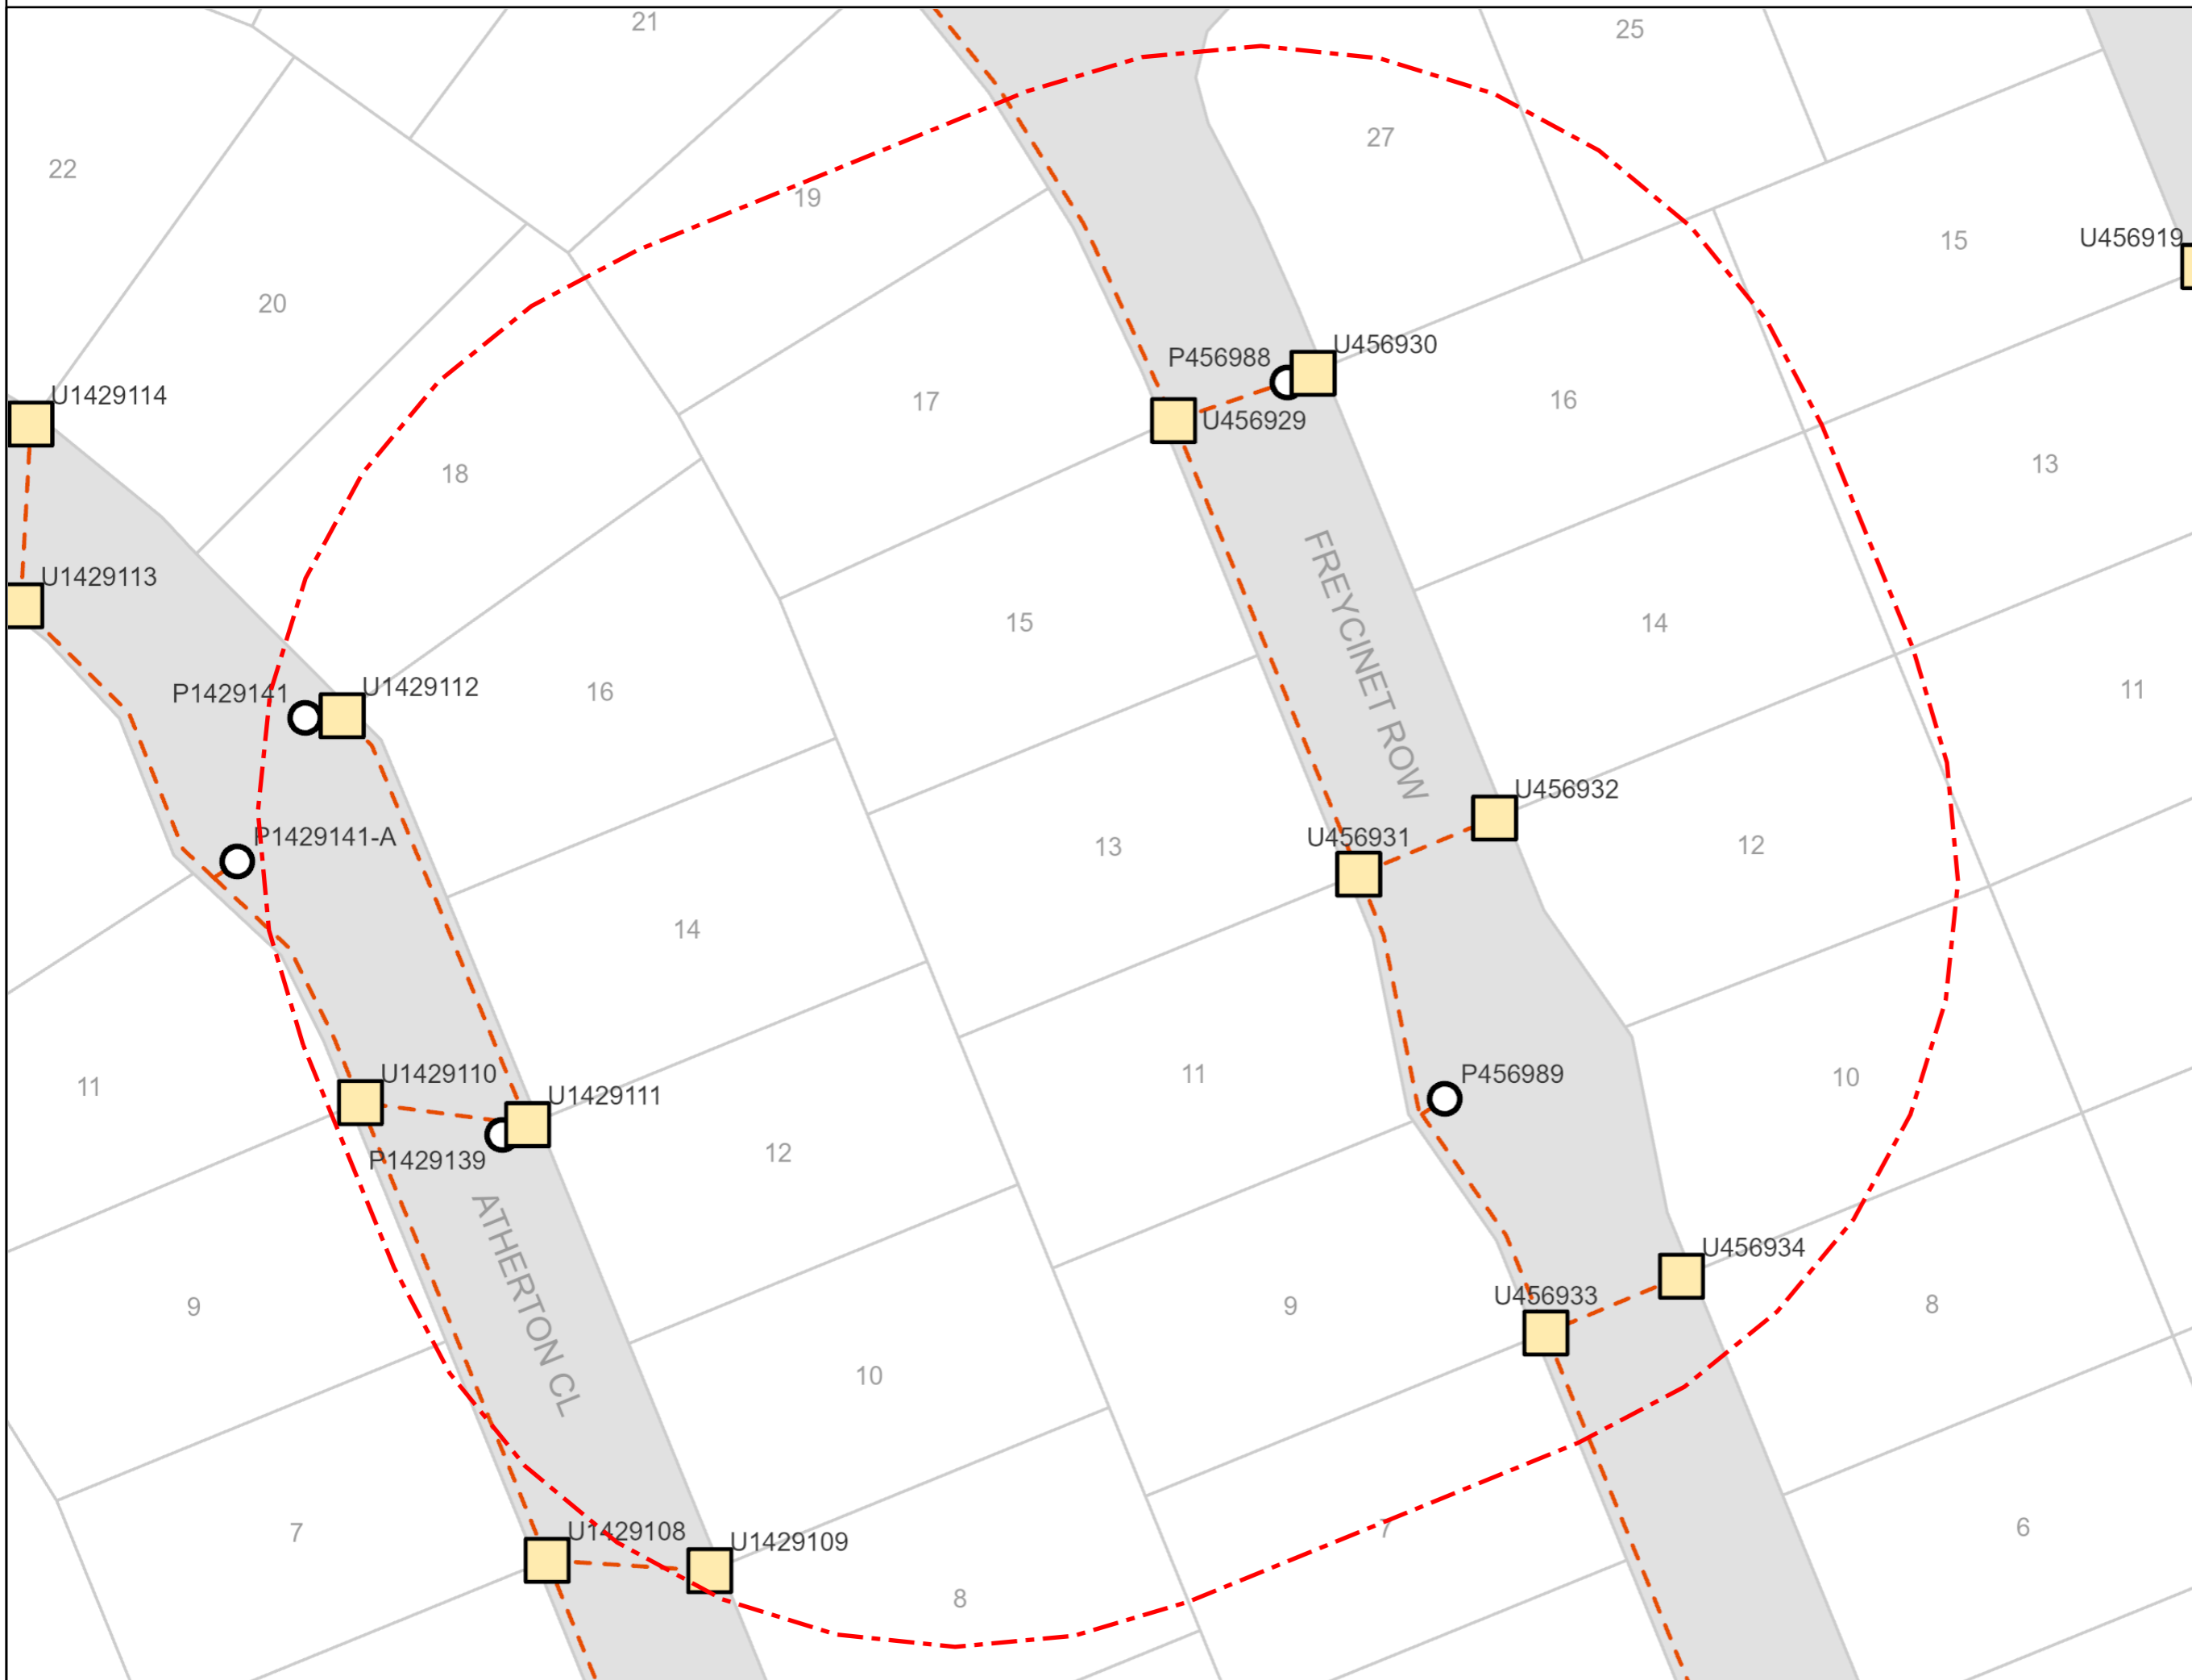 21
25
27
22
19
15
U456919
20
P456988
U456930
U1429114
17
U456929
16
18
13
U1429113
15
14
FREYCINET ROW
P1429141
U1429112
16
11
U456932
P1429141-A
U456931
13
12
14
U1429110
11
P456989
10
11
U1429111
P1429139
12
ATHERTON CL
U456934
9
U456933
9
8
10
7
U1429108
U1429109
7
6
8